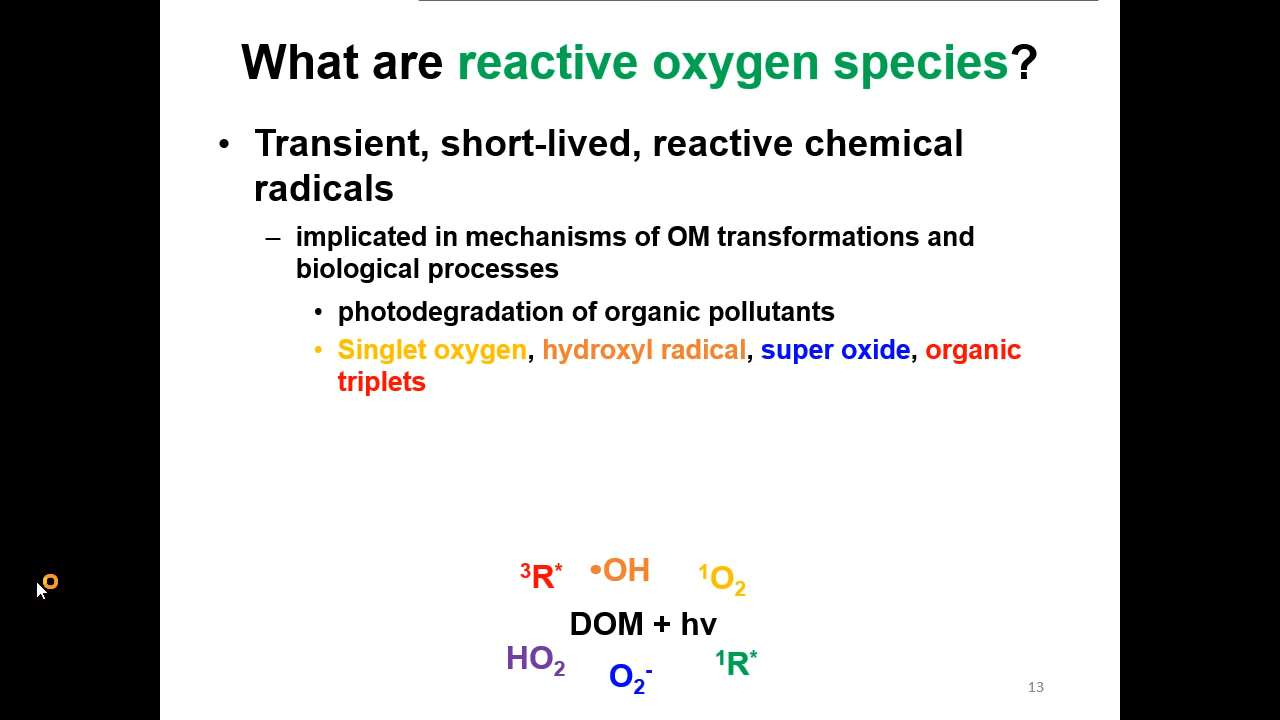 What are reactive oxygen species?
• Transient, short-lived, reactive chemical
radicals
– implicated in mechanisms of OM transformations and
biological processes
• photodegradation of organic pollutants
• Singlet oxygen, hydroxyl radical, super oxide, organic
triplets
³R* •OH ¹O₂
DOM + hv
HO₂ O₂⁻ ¹R*
13